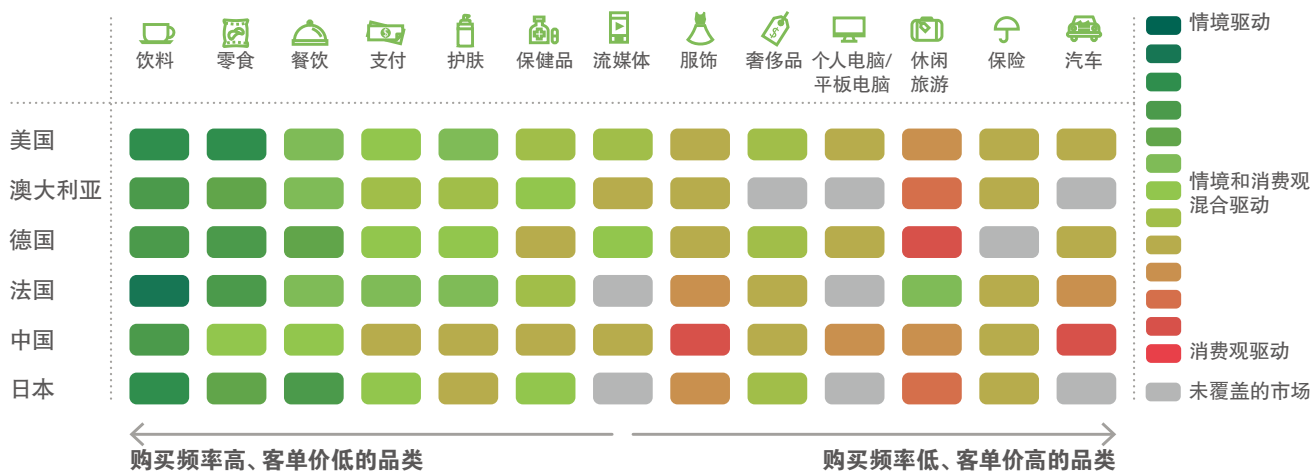 饮料
零食
餐饮
支付
护肤
保健品
流媒体
服饰
奢侈品
个人电脑/
平板电脑
休闲
旅游
保险
汽车
美国
澳大利亚
德国
法国
中国
日本
情境驱动
情境和消费观
混合驱动
消费观驱动
未覆盖的市场
购买频率高、客单价低的品类
购买频率低、客单价高的品类